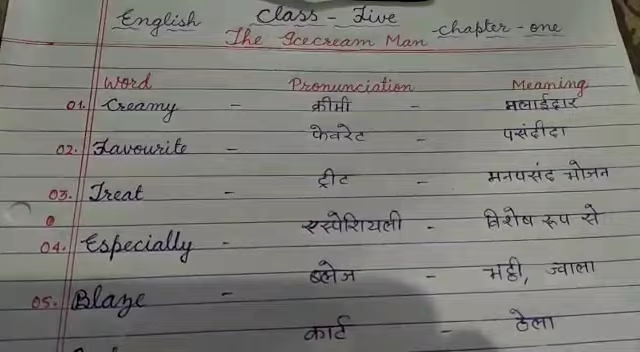 English Class - Five
The Icecream Man - chapter - one
Word Pronunciation Meaning
01. Creamy - क्रीमी - मलाईदार
02. Favourite - फेवरेट - पसंदीदा
03. Treat - ट्रीट - मनपसंद भोजन
04. Especially - एस्पेशियली - विशेष रूप से
05. Blaze - ब्लेज - भट्ठी, ज्वाला
कार्ट - ठेला